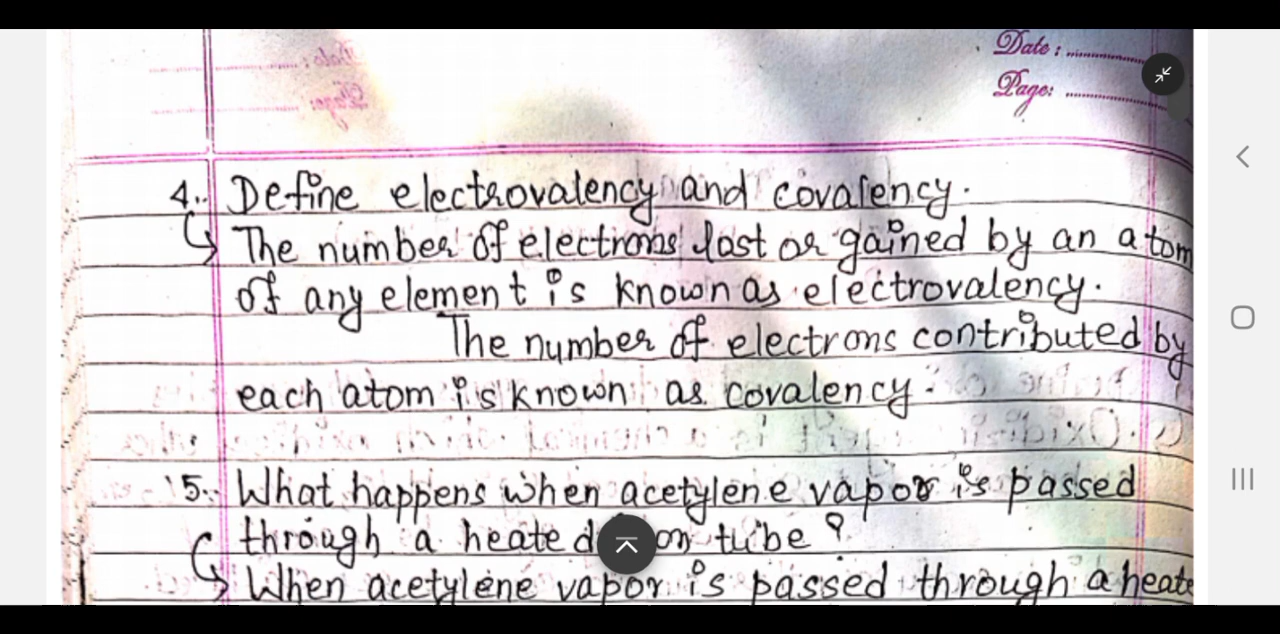 Date :
Page:
4. Define electrovalency and covalency.
The number of electrons lost or gained by an atom
of any element is known as electrovalency.
The number of electrons contributed by
each atom is known as covalency.
5. What happens when acetylene vapor is passed
through a heated on tube ?
When acetylene vapor is passed through a heate